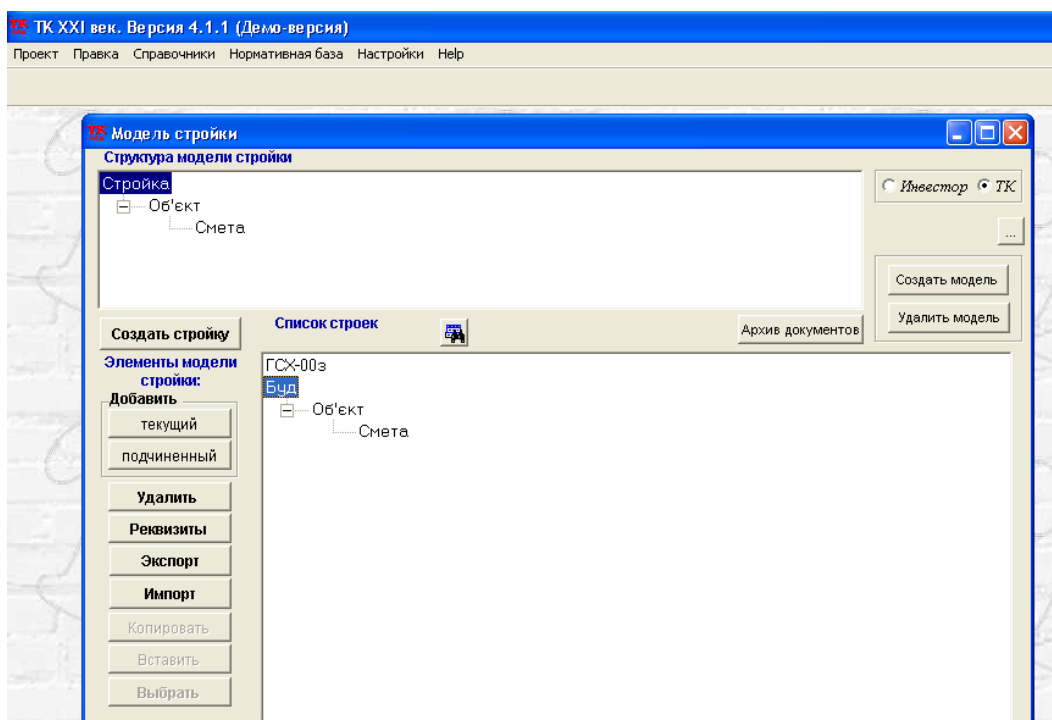 ТК XXI век. Версия 4.1.1 (Демо-версия)
Проект Правка Справочники Нормативная база Настройки Help
Модель стройки
Структура модели стройки
Стройка
Об'єкт
Смета
Инвестор ТК
...
Создать модель
Удалить модель
Создать стройку
Список строек
Архив документов
Элементы модели
стройки:
Добавить
текущий
подчиненный
Удалить
Реквизиты
Экспорт
Импорт
Копировать
Вставить
Выбрать
ГСХ-00з
Буд
Об'єкт
Смета